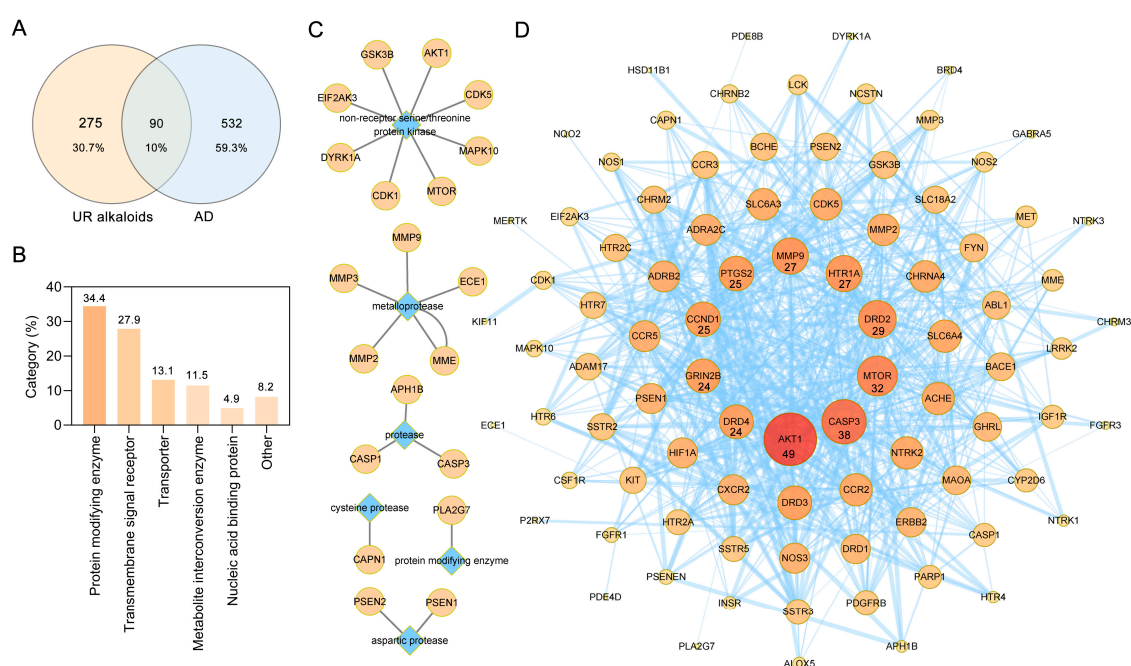 A
275
90
532
30.7%
10%
59.3%
UR alkaloids
AD
B
Category (%)
40
30
20
10
0
34.4
27.9
13.1
11.5
4.9
8.2
Protein modifying enzyme
Transmembrane signal receptor
Transporter
Metabolite interconversion enzyme
Nucleic acid binding protein
Other
C
GSK3B
AKT1
EIF2AK3
CDK5
non-receptor serine/threonine
protein kinase
DYRK1A
MAPK10
CDK1
MTOR
MMP9
MMP3
ECE1
metalloprotease
MMP2
MME
APH1B
protease
CASP1
CASP3
cysteine protease
PLA2G7
CAPN1
protein modifying enzyme
PSEN2
PSEN1
aspartic protease
D
PDE8B
DYRK1A
HSD11B1
BRD4
LCK
NCSTN
CHRNB2
NQO2
CAPN1
MMP3
GABRA5
BCHE
PSEN2
NOS1
CCR3
GSK3B
NOS2
MERTK
EIF2AK3
CHRM2
SLC6A3
CDK5
SLC18A2
MET
NTRK3
HTR2C
ADRA2C
MMP2
FYN
MMP9
27
CDK1
ADRB2
PTGS2
25
HTR1A
27
CHRNA4
MME
KIF11
HTR7
ABL1
CCND1
25
DRD2
29
CHRM3
MAPK10
CCR5
SLC6A4
LRRK2
ADAM17
GRIN2B
24
MTOR
32
BACE1
HTR6
PSEN1
ACHE
IGF1R
ECE1
SSTR2
DRD4
24
AKT1
49
CASP3
38
GHRL
FGFR3
HIF1A
NTRK2
CSF1R
KIT
CXCR2
DRD3
CCR2
MAOA
CYP2D6
P2RX7
HTR2A
ERBB2
NTRK1
FGFR1
SSTR5
NOS3
DRD1
CASP1
PSENEN
PARP1
PDE4D
INSR
SSTR3
PDGFRB
HTR4
PLA2G7
ALOX5
APH1B